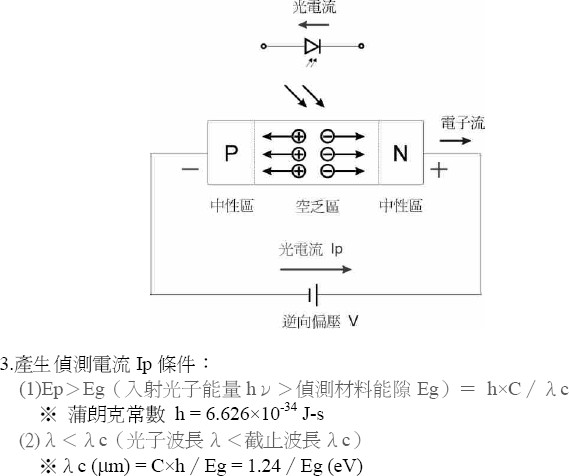 光電流
電子流
P
N
− +
中性區 空乏區 中性區
光電流 Ip
逆向偏壓 V
3.產生偵測電流 Ip 條件：
(1)Ep＞Eg（入射光子能量 hν＞偵測材料能隙 Eg）＝ h×C / λc
※ 蒲朗克常數 h = 6.626×10-34 J-s
(2)λ＜λc（光子波長λ＜截止波長λc）
※λc (μm) = C×h / Eg = 1.24 / Eg (eV)